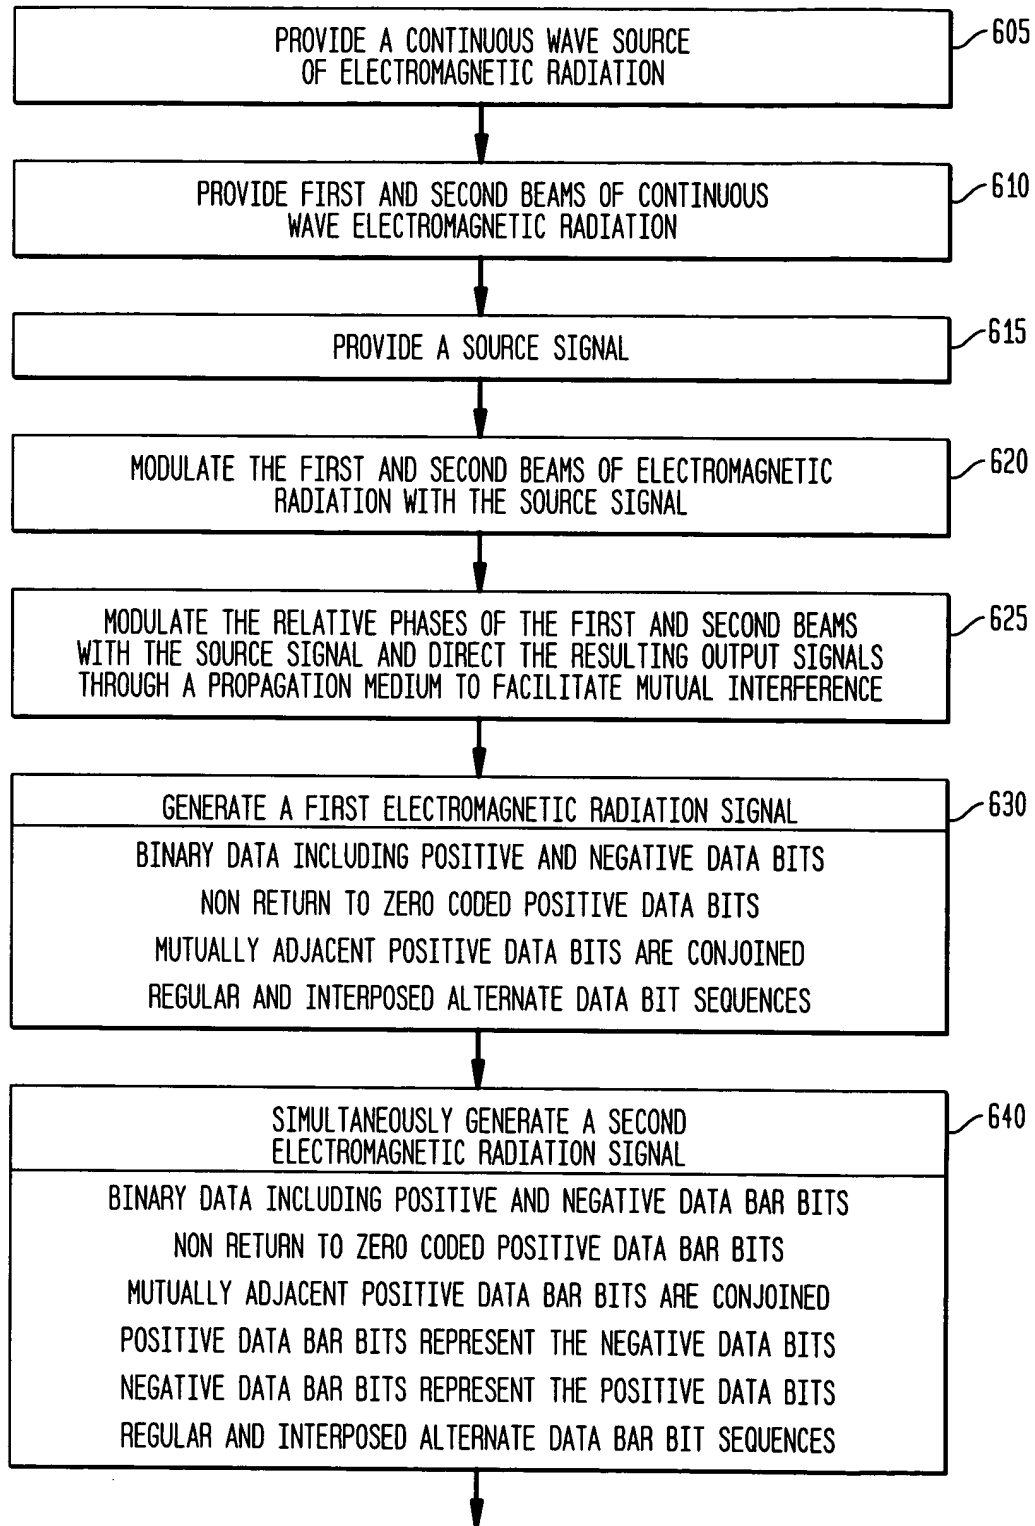 PROVIDE A CONTINUOUS WAVE SOURCE
OF ELECTROMAGNETIC RADIATION
605
PROVIDE FIRST AND SECOND BEAMS OF CONTINUOUS
WAVE ELECTROMAGNETIC RADIATION
610
PROVIDE A SOURCE SIGNAL
615
MODULATE THE FIRST AND SECOND BEAMS OF ELECTROMAGNETIC
RADIATION WITH THE SOURCE SIGNAL
620
MODULATE THE RELATIVE PHASES OF THE FIRST AND SECOND BEAMS
WITH THE SOURCE SIGNAL AND DIRECT THE RESULTING OUTPUT SIGNALS
THROUGH A PROPAGATION MEDIUM TO FACILITATE MUTUAL INTERFERENCE
625
GENERATE A FIRST ELECTROMAGNETIC RADIATION SIGNAL
630
BINARY DATA INCLUDING POSITIVE AND NEGATIVE DATA BITS
NON RETURN TO ZERO CODED POSITIVE DATA BITS
MUTUALLY ADJACENT POSITIVE DATA BITS ARE CONJOINED
REGULAR AND INTERPOSED ALTERNATE DATA BIT SEQUENCES
SIMULTANEOUSLY GENERATE A SECOND
ELECTROMAGNETIC RADIATION SIGNAL
640
BINARY DATA INCLUDING POSITIVE AND NEGATIVE DATA BAR BITS
NON RETURN TO ZERO CODED POSITIVE DATA BAR BITS
MUTUALLY ADJACENT POSITIVE DATA BAR BITS ARE CONJOINED
POSITIVE DATA BAR BITS REPRESENT THE NEGATIVE DATA BITS
NEGATIVE DATA BAR BITS REPRESENT THE POSITIVE DATA BITS
REGULAR AND INTERPOSED ALTERNATE DATA BAR BIT SEQUENCES